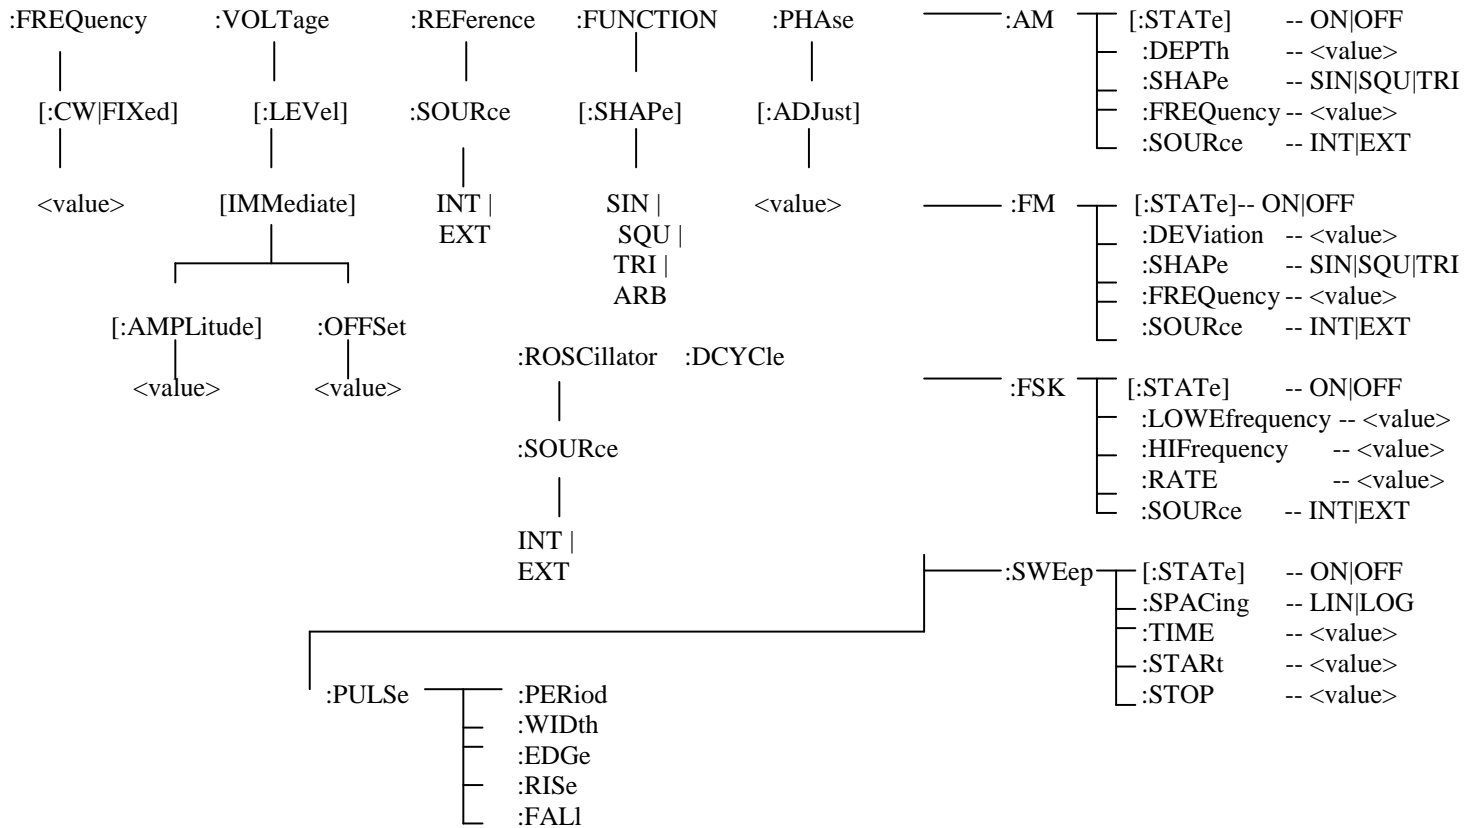 :FREQuency :VOLTage :REFerence :FUNCTION :PHAse :AM [:STATe] -- ON|OFF
:DEPTh -- <value>
:SHAPe -- SIN|SQU|TRI
[:CW|FIXed] [:LEVel] :SOURce [:SHAPe] [:ADJust] :FREQuency -- <value>
:SOURce -- INT|EXT
<value> [IMMediate] INT | SIN | <value> :FM [:STATe]-- ON|OFF
EXT SQU | :DEViation -- <value>
TRI | :SHAPe -- SIN|SQU|TRI
ARB :FREQuency -- <value>
[:AMPLitude] :OFFSet :SOURce -- INT|EXT
:ROSCillator :DCYCle
<value> <value> :FSK [:STATe] -- ON|OFF
:LOWEfrequency -- <value>
:SOURce :HIFrequency -- <value>
:RATE -- <value>
:SOURce -- INT|EXT
INT |
EXT :SWEep [:STATe] -- ON|OFF
:SPACing -- LIN|LOG
:TIME -- <value>
:STARt -- <value>
:PULSe :PERiod :STOP -- <value>
:WIDth
:EDGe
:RISe
:FALl